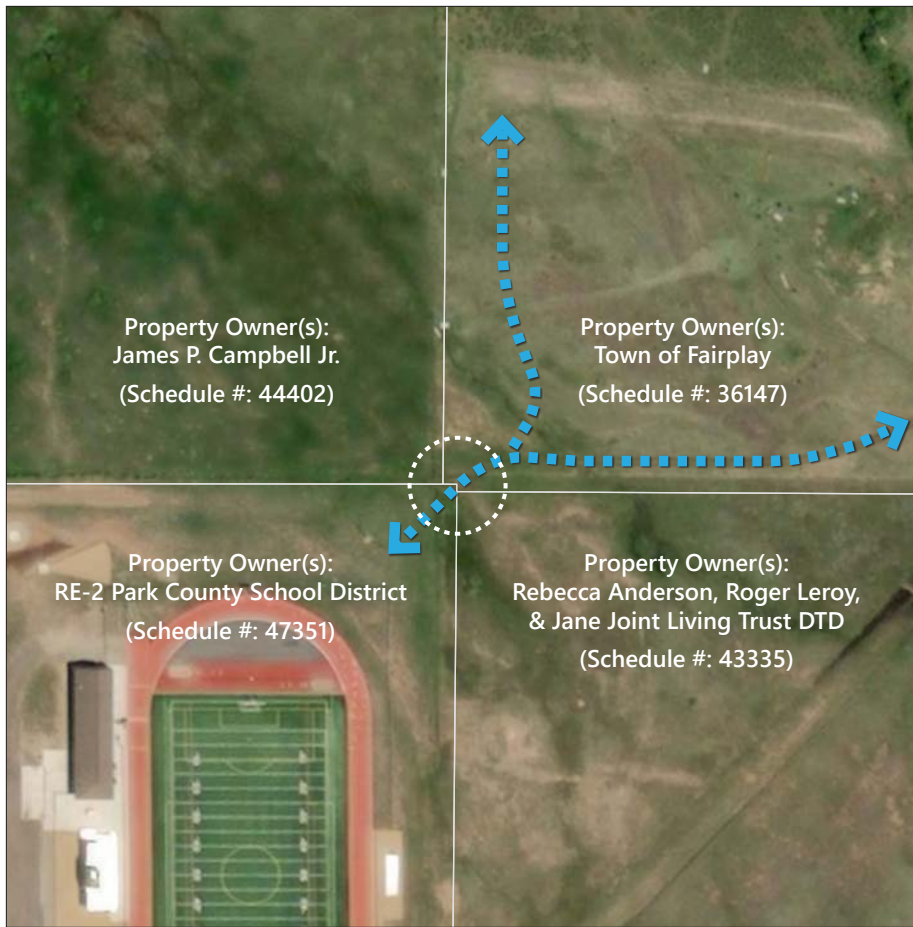 Property Owner(s):
James P. Campbell Jr.
(Schedule #: 44402)
Property Owner(s):
Town of Fairplay
(Schedule #: 36147)
Property Owner(s):
RE-2 Park County School District
(Schedule #: 47351)
Property Owner(s):
Rebecca Anderson, Roger Leroy,
& Jane Joint Living Trust DTD
(Schedule #: 43335)